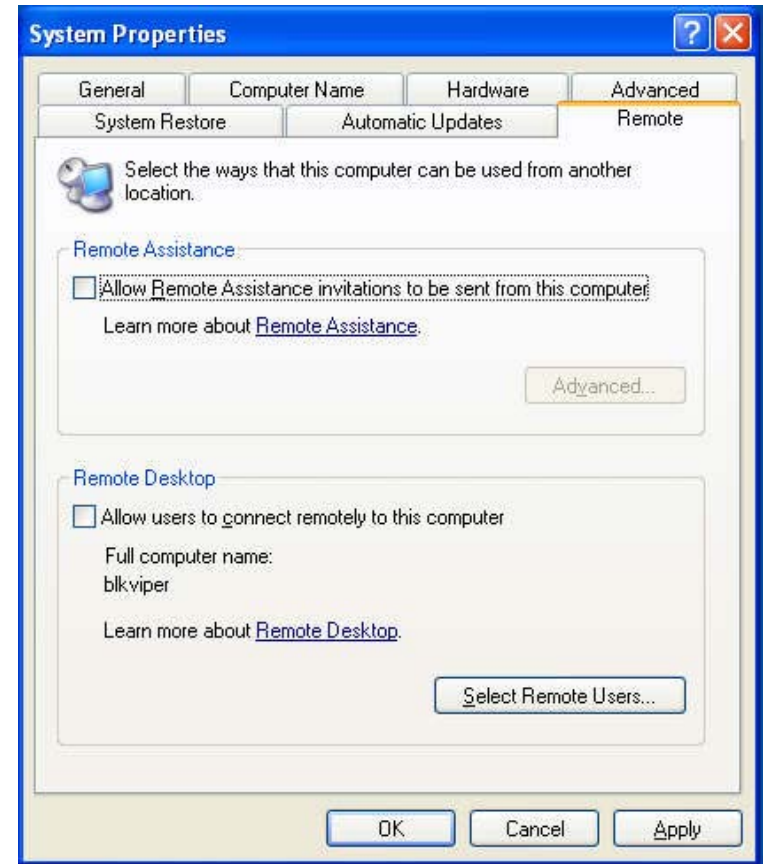 System Properties
?
General Computer Name Hardware Advanced
System Restore Automatic Updates Remote
Select the ways that this computer can be used from another
location.
Remote Assistance
Allow Remote Assistance invitations to be sent from this computer
Learn more about Remote Assistance.
Advanced...
Remote Desktop
Allow users to connect remotely to this computer
Full computer name:
blkviper
Learn more about Remote Desktop.
Select Remote Users...
OK Cancel Apply